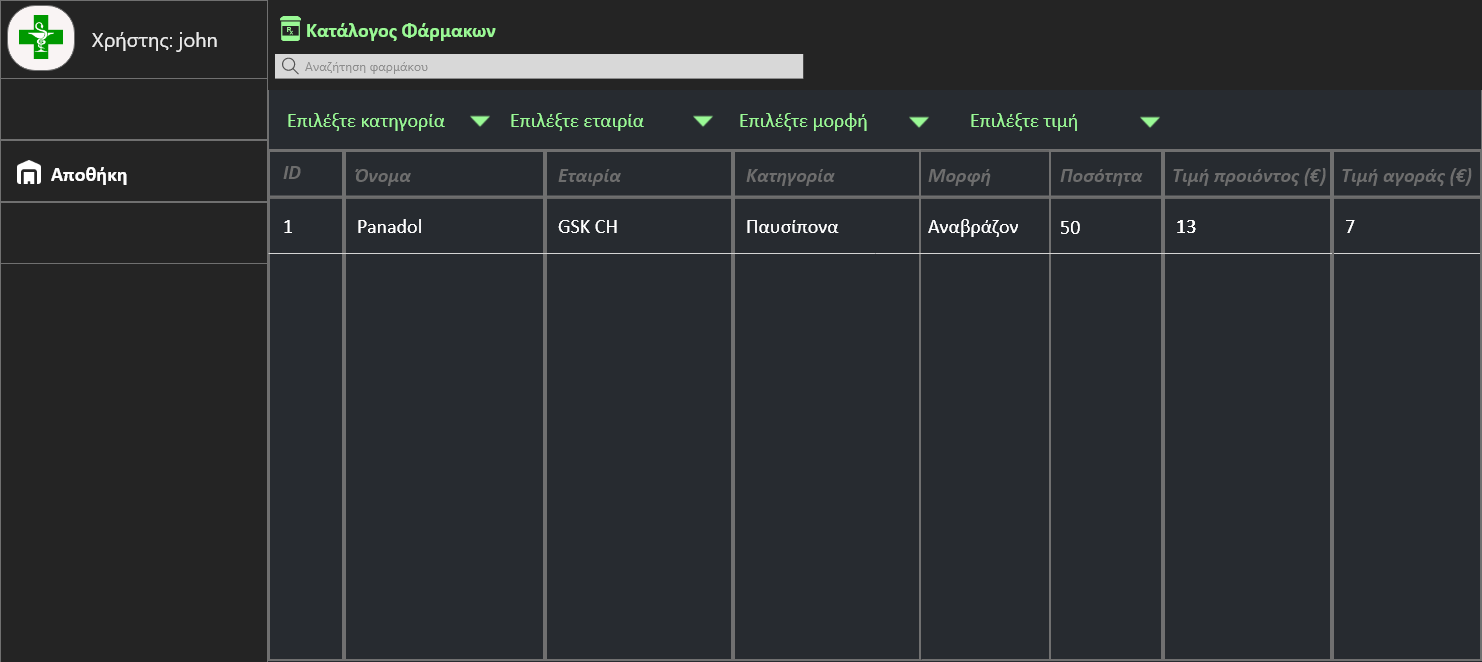 Χρήστης: john
Κατάλογος Φάρμακων
Αναζήτηση φαρμάκου
Επιλέξτε κατηγορία Επιλέξτε εταιρία Επιλέξτε μορφή Επιλέξτε τιμή
Αποθήκη
ID Όνομα Εταιρία Κατηγορία Μορφή Ποσότητα Τιμή προιόντος (€) Τιμή αγοράς (€)
1 Panadol GSK CH Παυσίπονα Αναβράζον 50 13 7